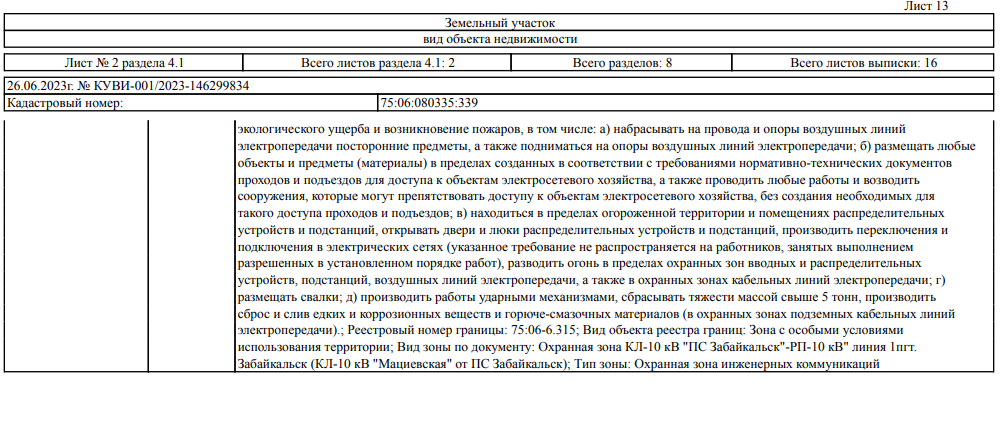 Лист 13
Земельный участок
вид объекта недвижимости
Лист № 2 раздела 4.1
Всего листов раздела 4.1: 2
Всего разделов: 8
Всего листов выписки: 16
26.06.2023г. № КУВИ-001/2023-146299834
Кадастровый номер:
75:06:080335:339
экологического ущерба и возникновение пожаров, в том числе: а) набрасывать на провода и опоры воздушных линий
электропередачи посторонние предметы, а также подниматься на опоры воздушных линий электропередачи; б) размещать любые
объекты и предметы (материалы) в пределах созданных в соответствии с требованиями нормативно-технических документов
проходов и подъездов для доступа к объектам электросетевого хозяйства, а также проводить любые работы и возводить
сооружения, которые могут препятствовать доступу к объектам электросетевого хозяйства, без создания необходимых для
такого доступа проходов и подъездов; в) находиться в пределах огороженной территории и помещениях распределительных
устройств и подстанций, открывать двери и люки распределительных устройств и подстанций, производить переключения и
подключения в электрических сетях (указанное требование не распространяется на работников, занятых выполнением
разрешенных в установленном порядке работ), разводить огонь в пределах охранных зон вводных и распределительных
устройств, подстанций, воздушных линий электропередачи, а также в охранных зонах кабельных линий электропередачи; г)
размещать свалки; д) производить работы ударными механизмами, сбрасывать тяжести массой свыше 5 тонн, производить
сброс и слив едких и коррозионных веществ и горюче-смазочных материалов (в охранных зонах подземных кабельных линий
электропередачи).; Реестровый номер границы: 75:06-6.315; Вид объекта реестра границ: Зона с особыми условиями
использования территории; Вид зоны по документу: Охранная зона КЛ-10 кВ "ПС Забайкальск"-РП-10 кВ" линия 1пгт.
Забайкальск (КЛ-10 кВ "Мациевская" от ПС Забайкальск); Тип зоны: Охранная зона инженерных коммуникаций